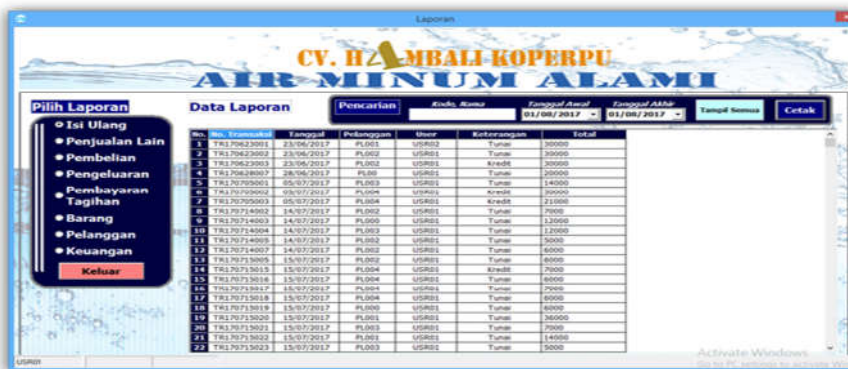 Laporan
CV. HAMBALI KOPERPU
AIR MINUM ALAMI
Pilih Laporan
Isi Ulang
Penjualan Lain
Pembelian
Pengeluaran
Pembayaran
Tagihan
Barang
Pelanggan
Keuangan
Keluar
Data Laporan
Pencarian
Kode, Nama
Tanggal Awal
01/08/2017
Tanggal Akhir
01/08/2017
Tampil Semua
Cetak
No. No. Transaksi Tanggal Pelanggan User Keterangan Total
1 TR170623001 23/06/2017 PL001 USR02 Tunai 30000
2 TR170623002 23/06/2017 PL002 USR01 Tunai 30000
3 TR170623003 23/06/2017 PL002 USR01 Kredit 30000
4 TR170628007 28/06/2017 PL00 USR01 Tunai 20000
5 TR170705001 05/07/2017 PL003 USR01 Tunai 14000
6 TR170705002 05/07/2017 PL004 USR01 Kredit 30000
7 TR170705003 05/07/2017 PL004 USR01 Kredit 21000
8 TR170714002 14/07/2017 PL002 USR01 Tunai 7000
9 TR170714003 14/07/2017 PL000 USR01 Tunai 12000
10 TR170714004 14/07/2017 PL003 USR01 Tunai 12000
11 TR170714005 14/07/2017 PL002 USR01 Tunai 5000
12 TR170714007 14/07/2017 PL002 USR01 Tunai 6000
13 TR170715005 15/07/2017 PL002 USR01 Tunai 6000
14 TR170715015 15/07/2017 PL004 USR01 Kredit 7000
15 TR170715016 15/07/2017 PL004 USR01 Tunai 6000
16 TR170715017 15/07/2017 PL004 USR01 Tunai 7000
17 TR170715018 15/07/2017 PL004 USR01 Tunai 6000
18 TR170715019 15/07/2017 PL000 USR01 Tunai 6000
19 TR170715020 15/07/2017 PL001 USR01 Tunai 36000
20 TR170715021 15/07/2017 PL003 USR01 Tunai 7000
21 TR170715022 15/07/2017 PL001 USR01 Tunai 14000
22 TR170715023 15/07/2017 PL003 USR01 Tunai 5000
Activate Windows
Go to PC settings to activate Wi
USR01